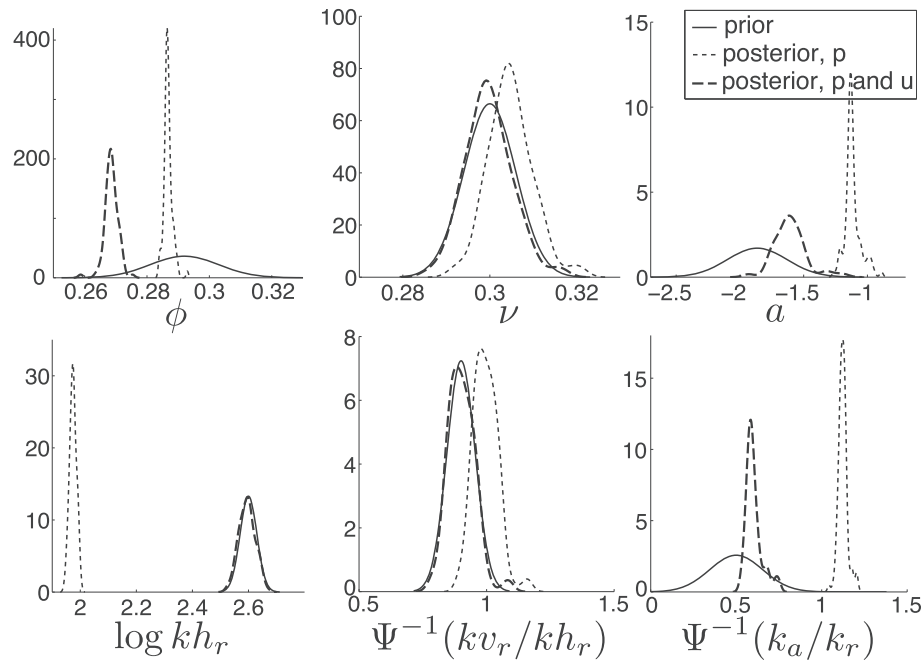 400
200
0
0.26 0.28 0.3 0.32
ϕ
100
80
60
40
20
0
0.28 0.3 0.32
ν
15
10
5
0
−2.5 −2 −1.5 −1
a
prior
posterior, p
posterior, p and u
30
20
10
0
2 2.2 2.4 2.6
log kh_r
8
6
4
2
0
0.5 1 1.5
Ψ⁻¹(kv_r/kh_r)
15
10
5
0
0 0.5 1 1.5
Ψ⁻¹(k_a/k_r)